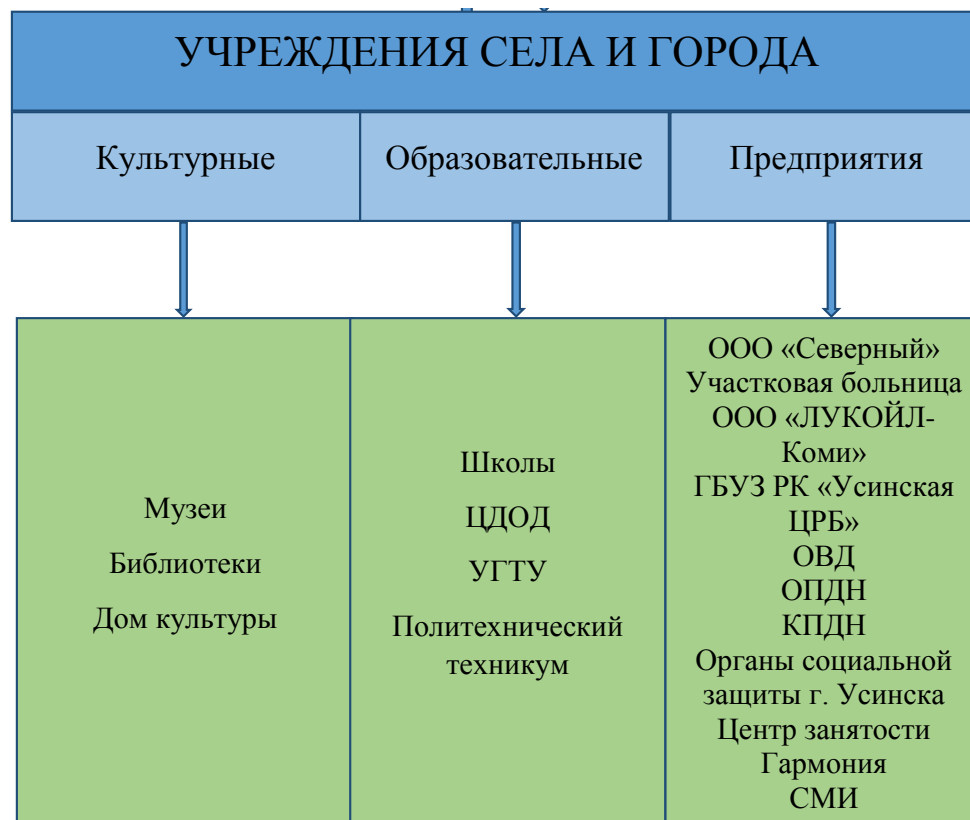 УЧРЕЖДЕНИЯ СЕЛА И ГОРОДА
Культурные
Образовательные
Предприятия
Музеи
Библиотеки
Дом культуры
Школы
ЦДОД
УГТУ
Политехнический
техникум
ООО «Северный»
Участковая больница
ООО «ЛУКОЙЛ-
Коми»
ГБУЗ РК «Усинская
ЦРБ»
ОВД
ОПДН
КПДН
Органы социальной
защиты г. Усинска
Центр занятости
Гармония
СМИ